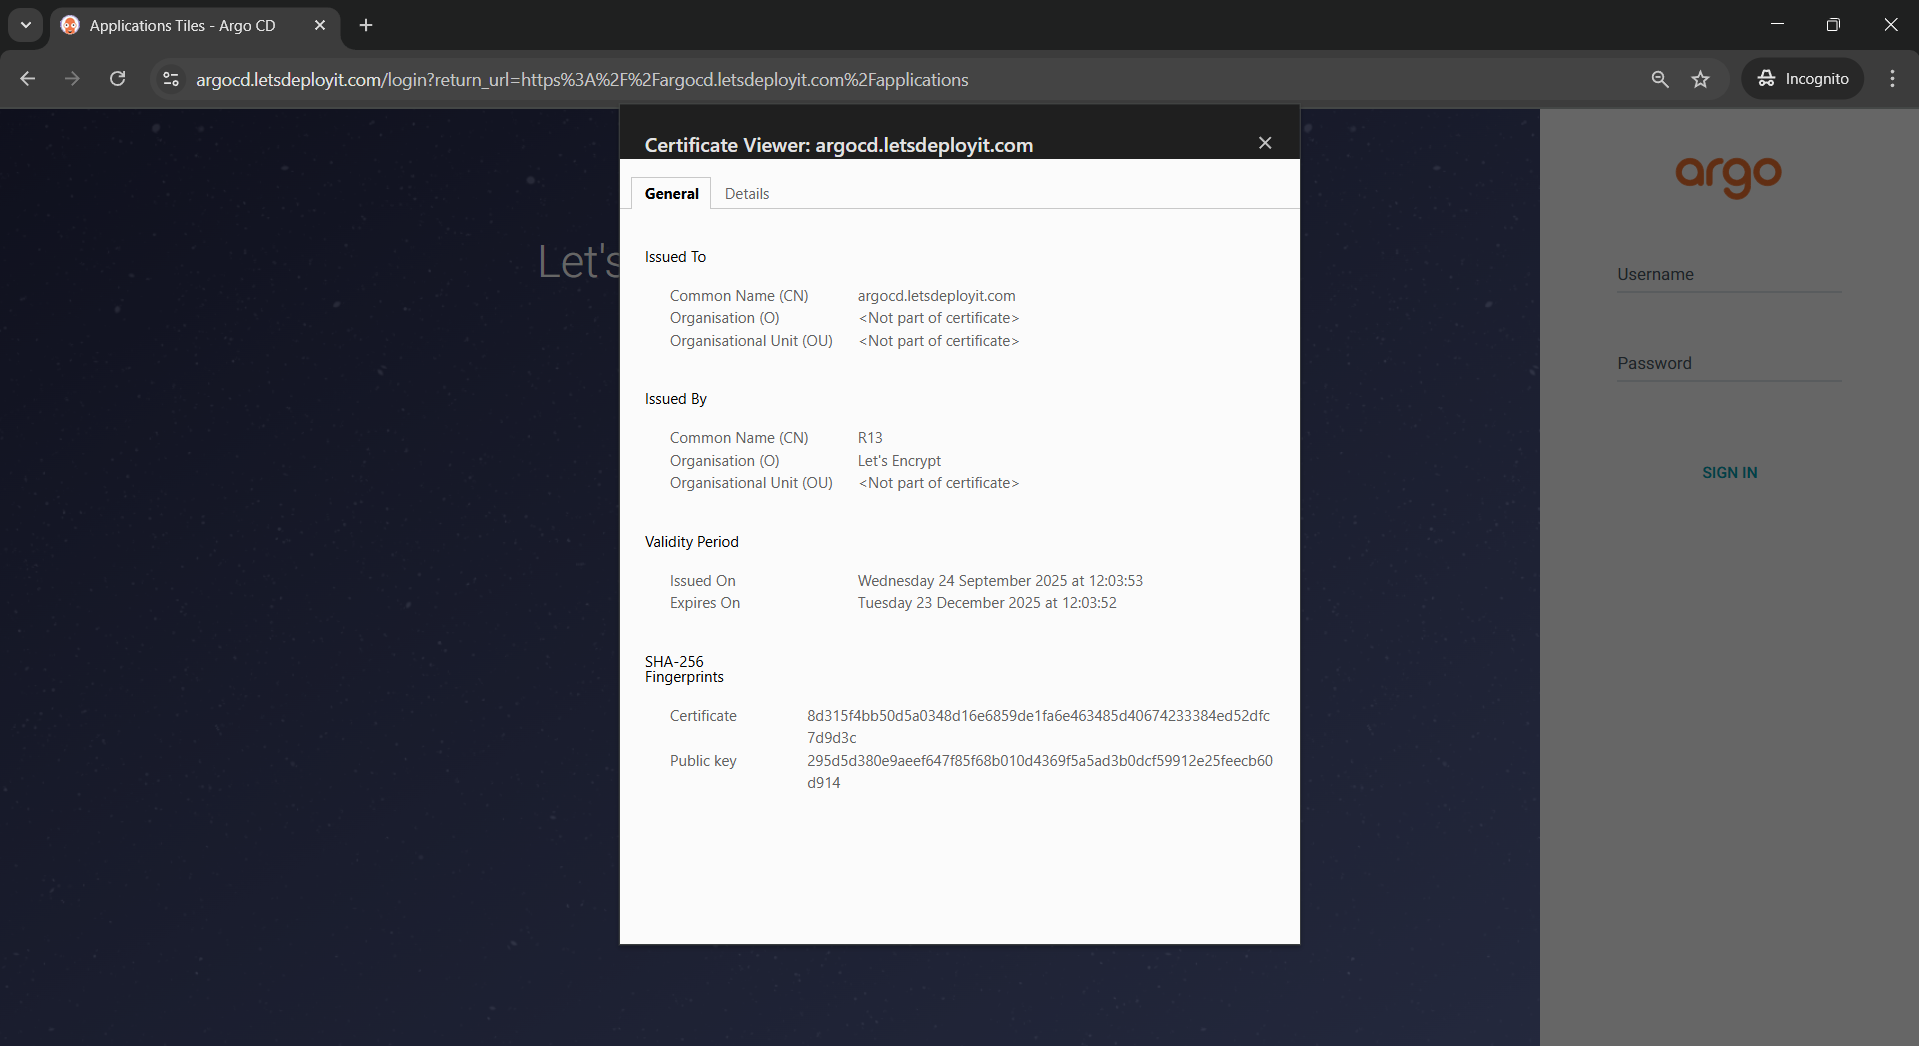 Applications Tiles - Argo CD
argocd.letsdeployit.com/login?return_url=https%3A%2F%2Fargocd.letsdeployit.com%2Fapplications
Incognito
Certificate Viewer: argocd.letsdeployit.com
General Details
Let's
argo
Username
Password
SIGN IN
Issued To
Common Name (CN) argocd.letsdeployit.com
Organisation (O) <Not part of certificate>
Organisational Unit (OU) <Not part of certificate>
Issued By
Common Name (CN) R13
Organisation (O) Let's Encrypt
Organisational Unit (OU) <Not part of certificate>
Validity Period
Issued On Wednesday 24 September 2025 at 12:03:53
Expires On Tuesday 23 December 2025 at 12:03:52
SHA-256
Fingerprints
Certificate 8d315f4bb50d5a0348d16e6859de1fa6e463485d40674233384ed52dfc
7d9d3c
Public key 295d5d380e9aeef647f85f68b010d4369f5a5ad3b0dcf59912e25feecb60
d914